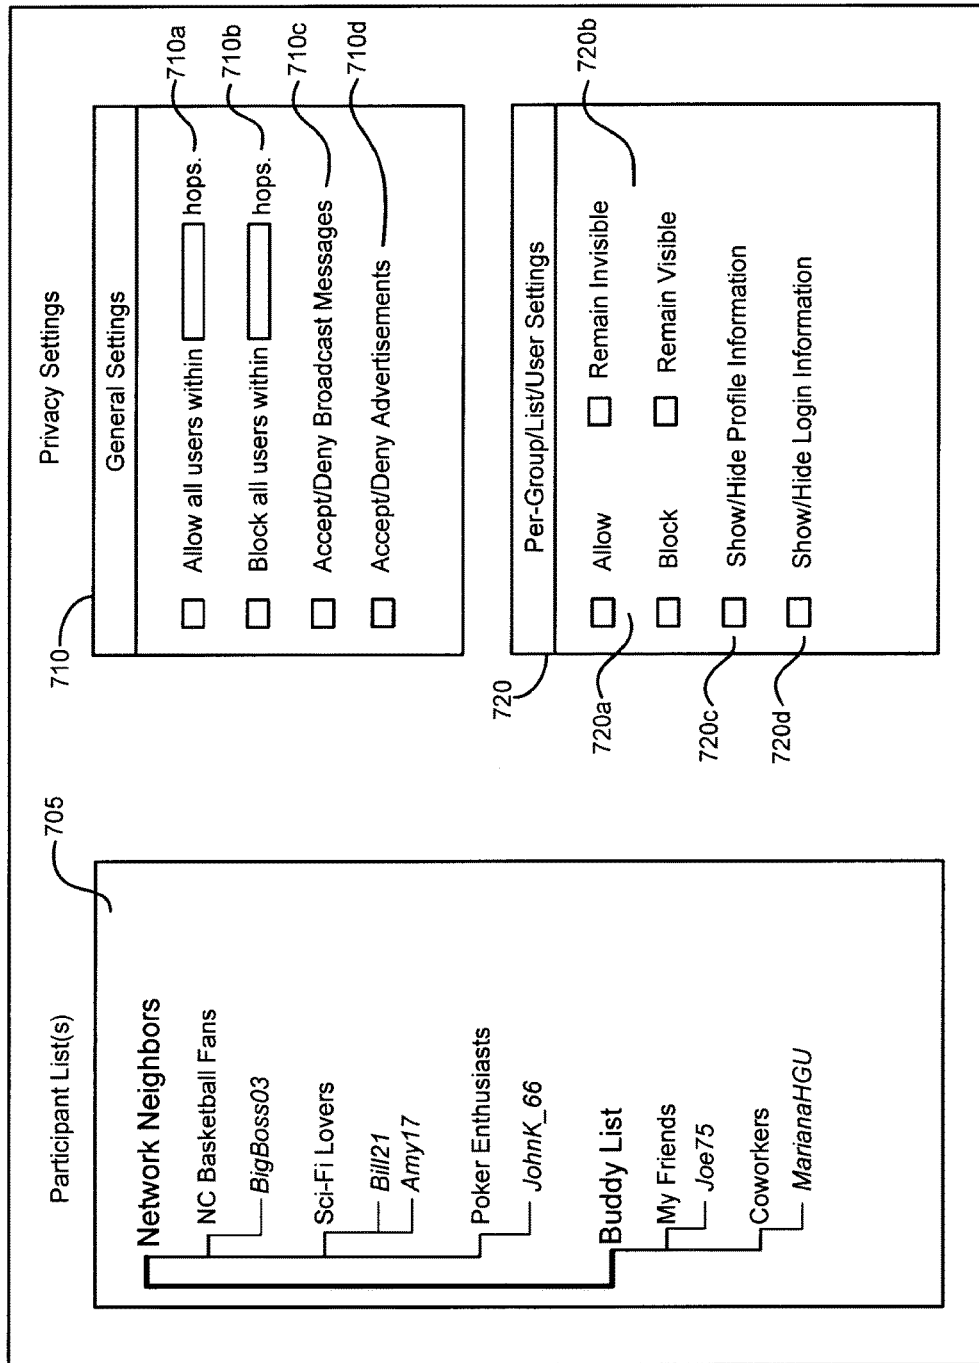 Participant List(s)
705
Network Neighbors
NC Basketball Fans
BigBoss03
Sci-Fi Lovers
Bill21
Amy17
Poker Enthusiasts
JohnK_66
Buddy List
My Friends
Joe75
Coworkers
MarianaHGU
Privacy Settings
710
General Settings
Allow all users within hops.
710a
Block all users within hops.
710b
Accept/Deny Broadcast Messages
710c
Accept/Deny Advertisements
710d
720
Per-Group/List/User Settings
720a
Allow Remain Invisible
720b
Block Remain Visible
720c
Show/Hide Profile Information
720d
Show/Hide Login Information